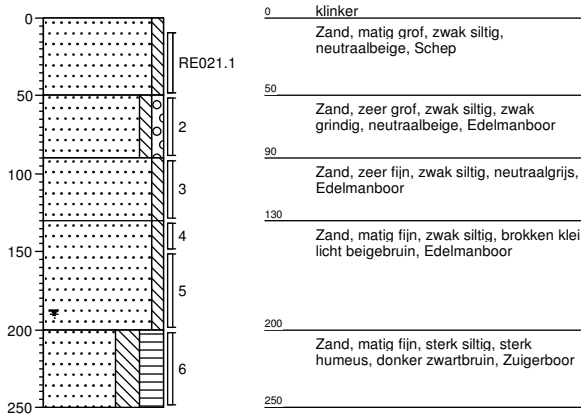 0
50
100
150
200
250
RE021.1
2
3
4
5
6
0 klinker
Zand, matig grof, zwak siltig,
neutraalbeige, Schep
50
Zand, zeer grof, zwak siltig, zwak
grindig, neutraalbeige, Edelmanboor
90
Zand, zeer fijn, zwak siltig, neutraalgrijs,
Edelmanboor
130
Zand, matig fijn, zwak siltig, brokken klei
licht beigebruin, Edelmanboor
200
Zand, matig fijn, sterk siltig, sterk
humeus, donker zwartbruin, Zuigerboor
250